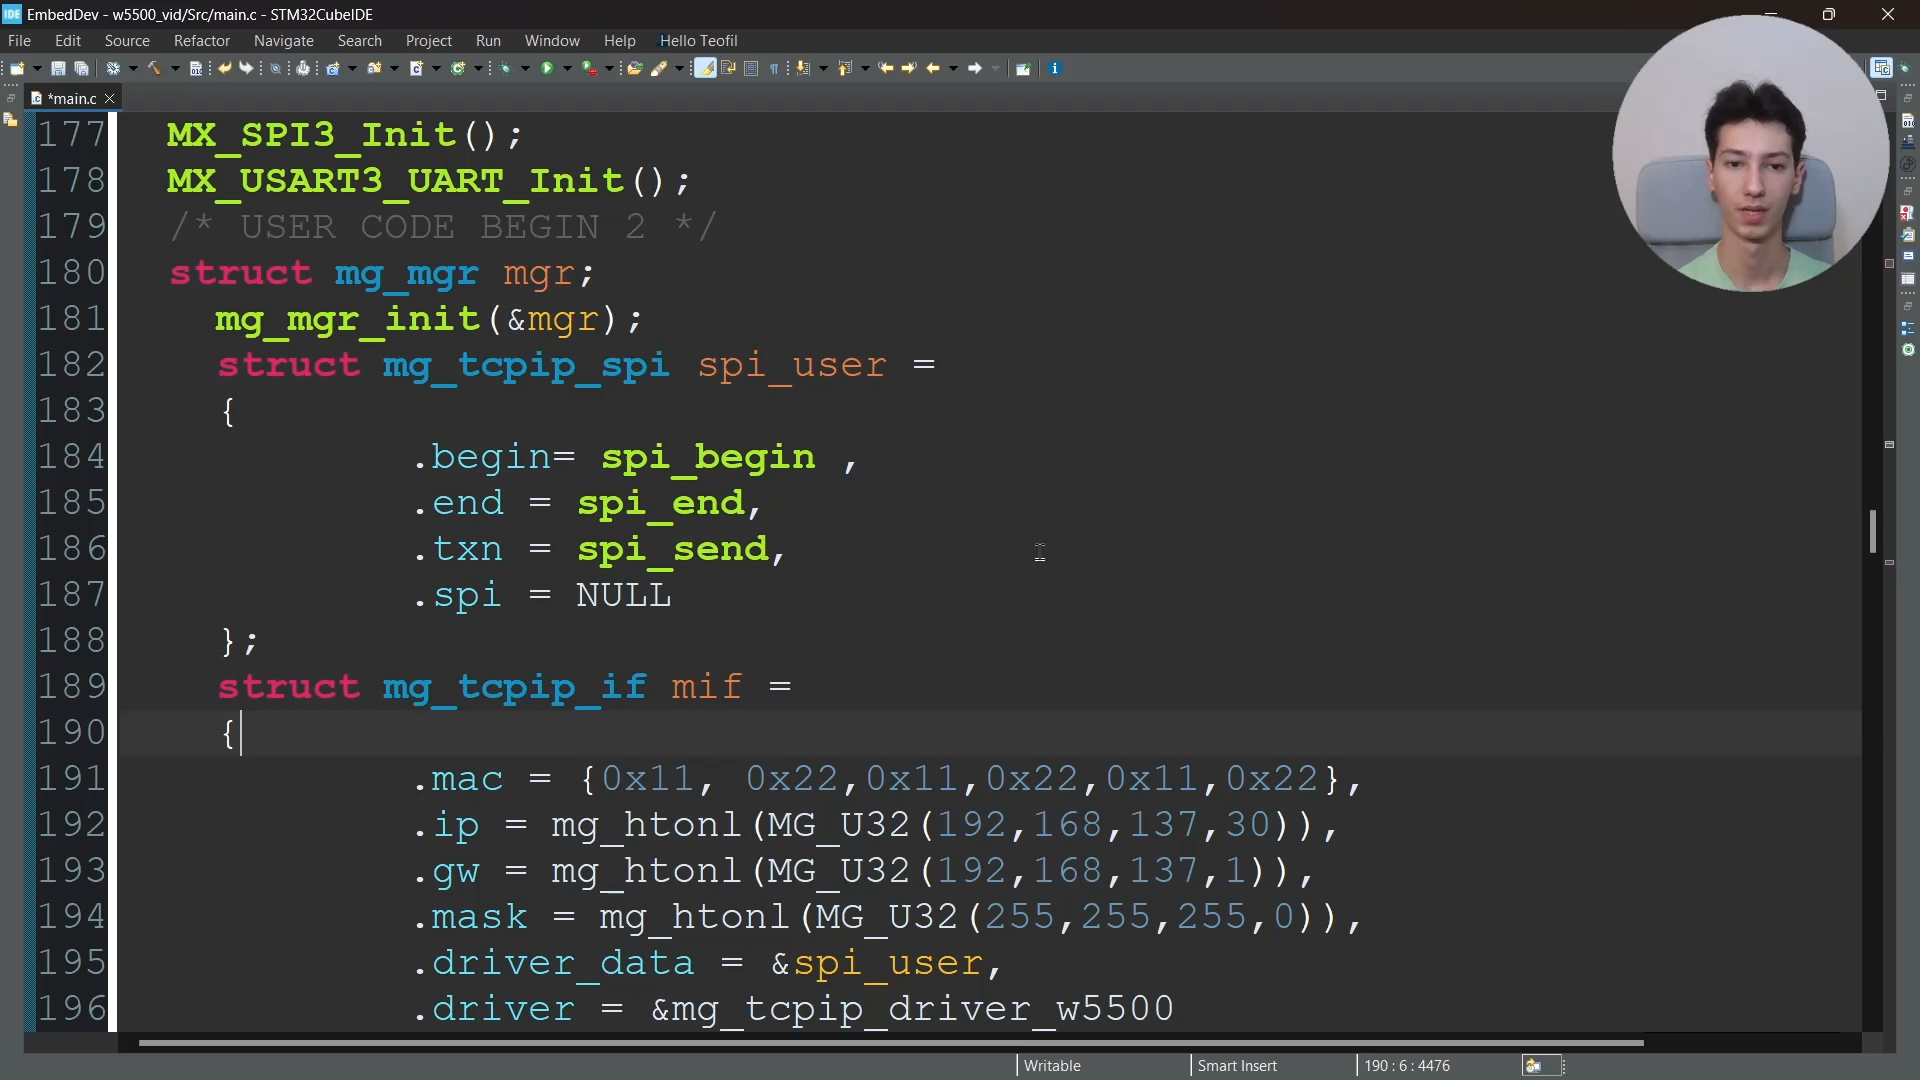 EmbedDev - w5500_vid/Src/main.c - STM32CubeIDE
File Edit Source Refactor Navigate Search Project Run Window Help Hello Teofil
*main.c
177 MX_SPI3_Init();
178 MX_USART3_UART_Init();
179 /* USER CODE BEGIN 2 */
180 struct mg_mgr mgr;
181 mg_mgr_init(&mgr);
182 struct mg_tcpip_spi spi_user =
183 {
184 .begin= spi_begin ,
185 .end = spi_end,
186 .txn = spi_send,
187 .spi = NULL
188 };
189 struct mg_tcpip_if mif =
190 {
191 .mac = {0x11, 0x22,0x11,0x22,0x11,0x22},
192 .ip = mg_htonl(MG_U32(192,168,137,30)),
193 .gw = mg_htonl(MG_U32(192,168,137,1)),
194 .mask = mg_htonl(MG_U32(255,255,255,0)),
195 .driver_data = &spi_user,
196 .driver = &mg_tcpip_driver_w5500
Writable Smart Insert 190 : 6 : 4476